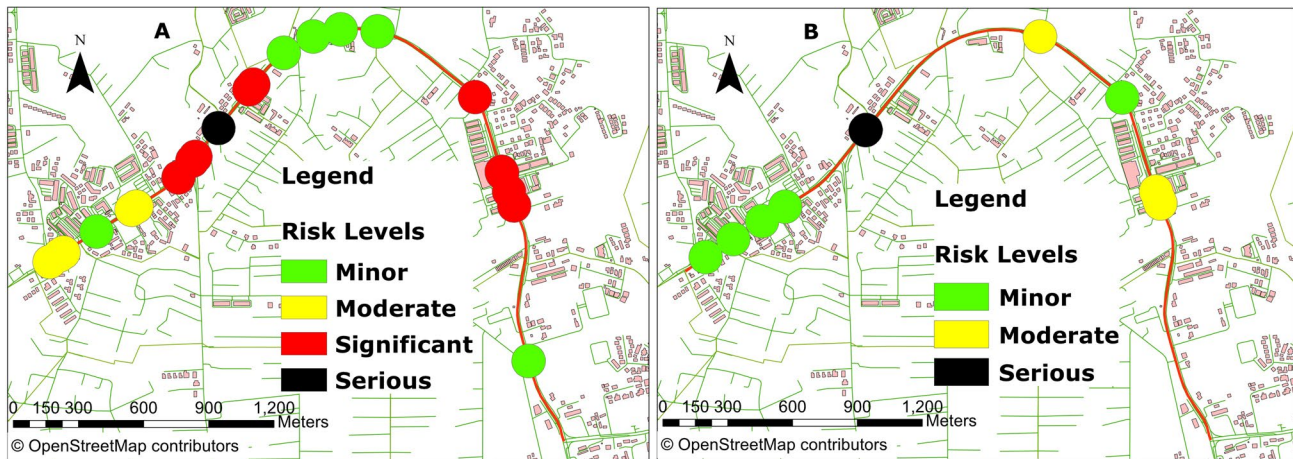 A
N
Legend
Risk Levels
Minor
Moderate
Significant
Serious
0 150 300 600 900 1,200
Meters
© OpenStreetMap contributors
B
N
Legend
Risk Levels
Minor
Moderate
Serious
0 150 300 600 900 1,200
Meters
© OpenStreetMap contributors